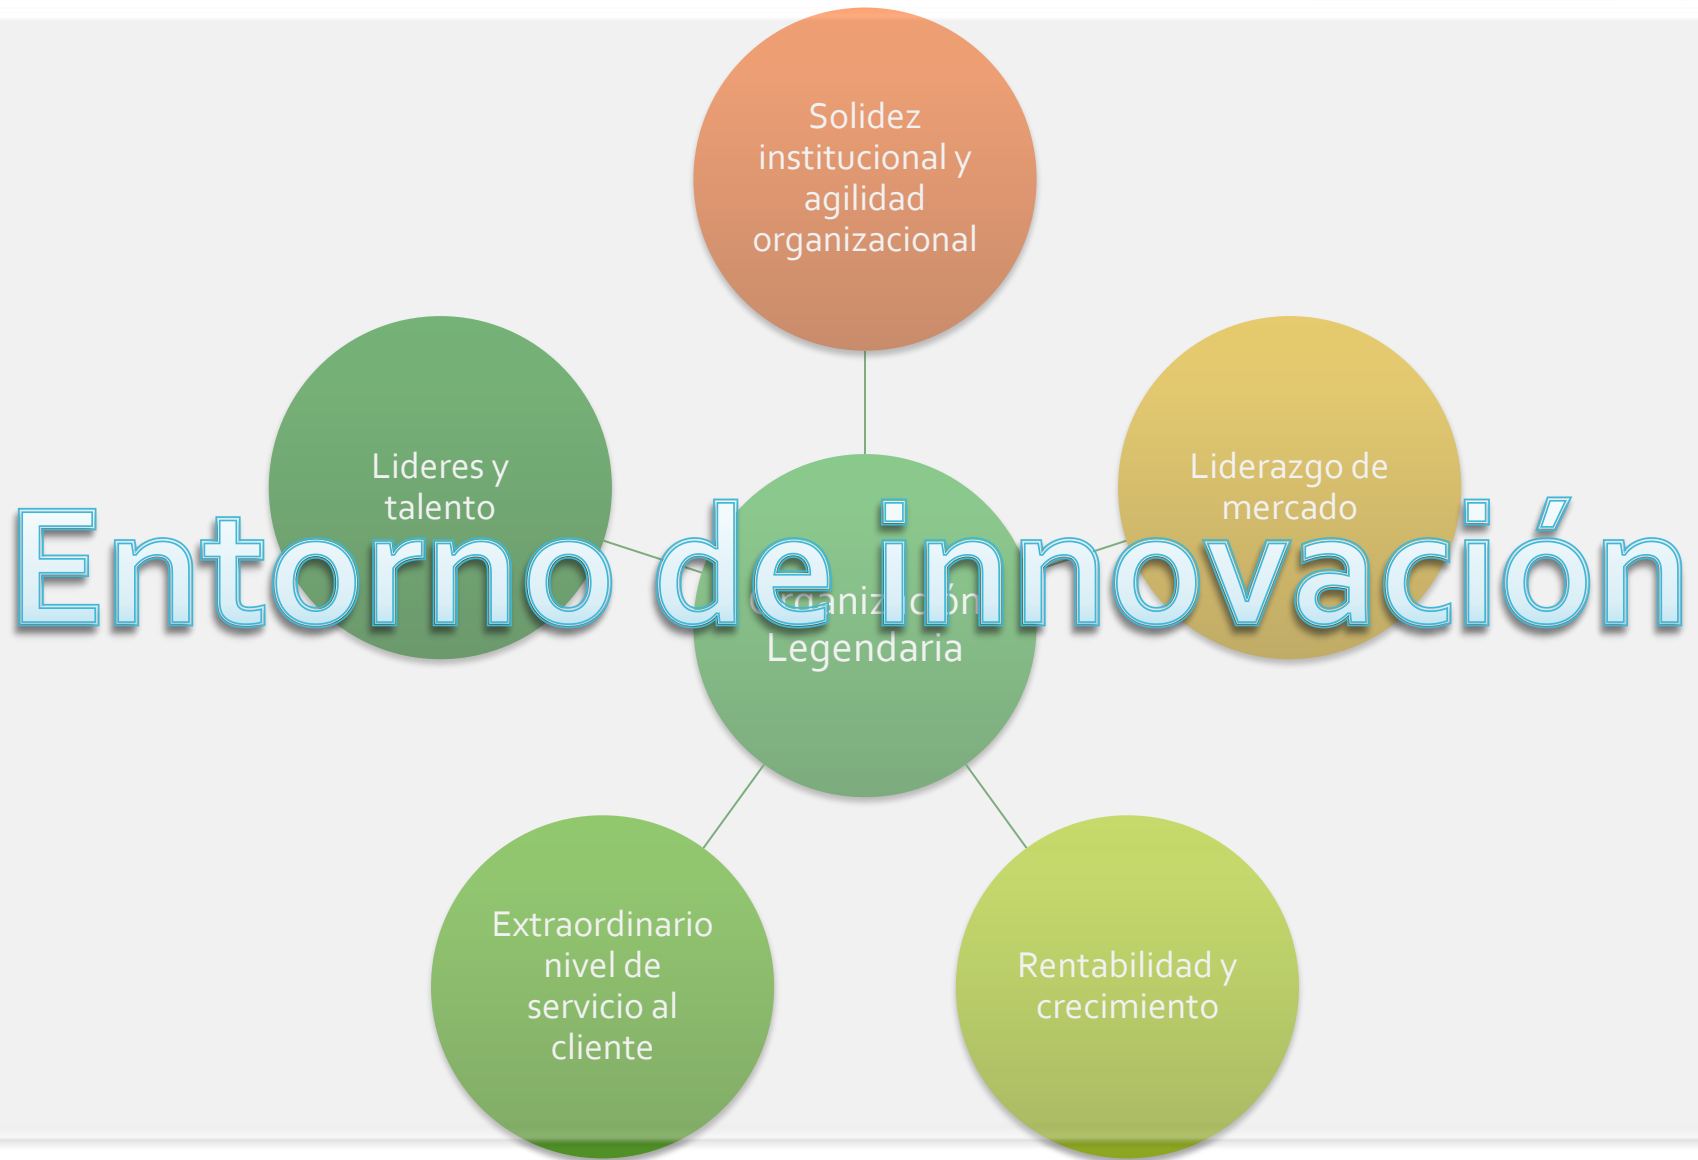 Solidez
institucional y
agilidad
organizacional
Lideres y
talento
Liderazgo de
mercado
Entorno de innovación
Organización
Legendaria
Extraordinario
nivel de
servicio al
cliente
Rentabilidad y
crecimiento